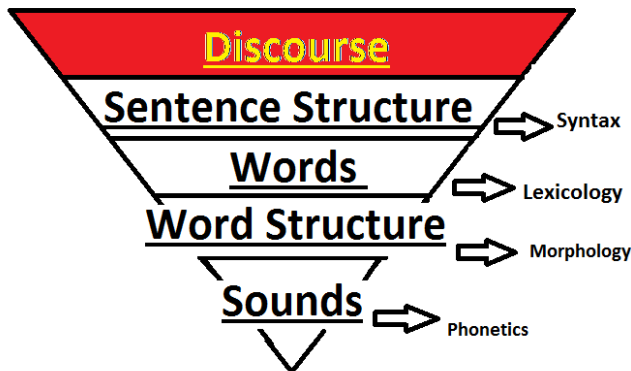 Discourse
Sentence Structure
Syntax
Words
Lexicology
Word Structure
Morphology
Sounds
Phonetics